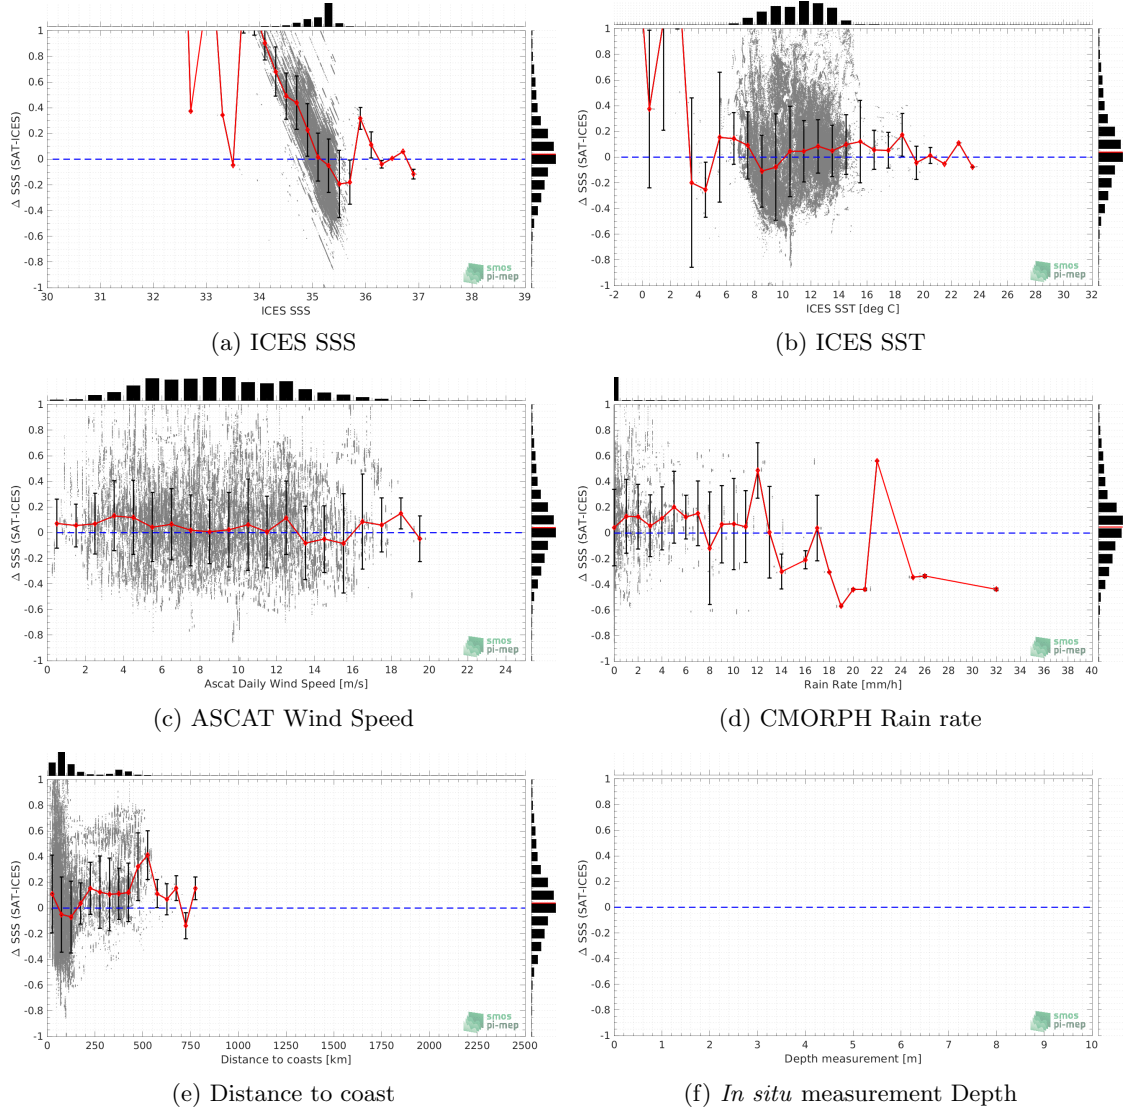 1
0.8
0.6
0.4
0.2
0
-0.2
-0.4
-0.6
-0.8
-1
Δ SSS (SAT-ICES)
30 31 32 33 34 35 36 37 38 39
ICES SSS
smos
pi-mep
(a) ICES SSS
1
0.8
0.6
0.4
0.2
0
-0.2
-0.4
-0.6
-0.8
-1
Δ SSS (SAT-ICES)
-2 0 2 4 6 8 10 12 14 16 18 20 22 24 26 28 30 32
ICES SST [deg C]
smos
pi-mep
(b) ICES SST
1
0.8
0.6
0.4
0.2
0
-0.2
-0.4
-0.6
-0.8
-1
Δ SSS (SAT-ICES)
0 2 4 6 8 10 12 14 16 18 20 22 24
Ascat Daily Wind Speed [m/s]
smos
pi-mep
(c) ASCAT Wind Speed
1
0.8
0.6
0.4
0.2
0
-0.2
-0.4
-0.6
-0.8
-1
Δ SSS (SAT-ICES)
0 2 4 6 8 10 12 14 16 18 20 22 24 26 28 30 32 34 36 38 40
Rain Rate [mm/h]
smos
pi-mep
(d) CMORPH Rain rate
1
0.8
0.6
0.4
0.2
0
-0.2
-0.4
-0.6
-0.8
-1
Δ SSS (SAT-ICES)
0 250 500 750 1000 1250 1500 1750 2000 2250 2500
Distance to coasts [km]
smos
pi-mep
(e) Distance to coast
1
0.8
0.6
0.4
0.2
0
-0.2
-0.4
-0.6
-0.8
-1
Δ SSS (SAT-ICES)
0 1 2 3 4 5 6 7 8 9 10
Depth measurement [m]
smos
pi-mep
(f) In situ measurement Depth